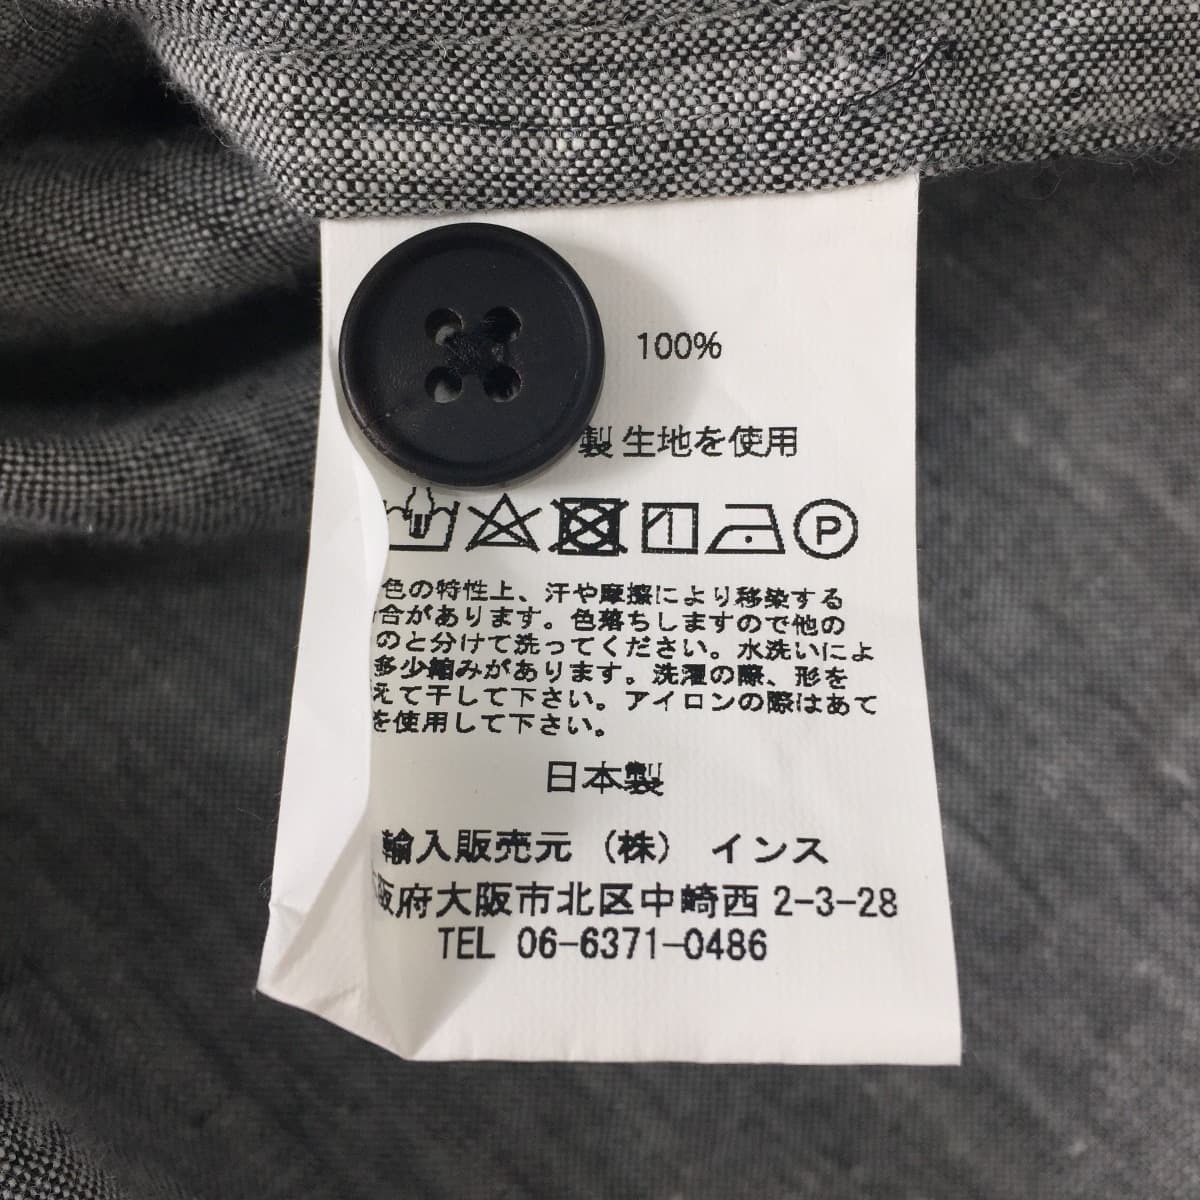 100%
製 生地を使用
P
色の特性上、汗や摩擦により移染する
合があります。色落ちしますので他の
のと分けて洗ってください。水洗いによ
多少縮みがあります。洗濯の際、形を
えて干して下さい。アイロンの際はあて
を使用して下さい。
日本製
輸入販売元 （株） インス
阪府大阪市北区中崎西 2-3-28
TEL 06-6371-0486